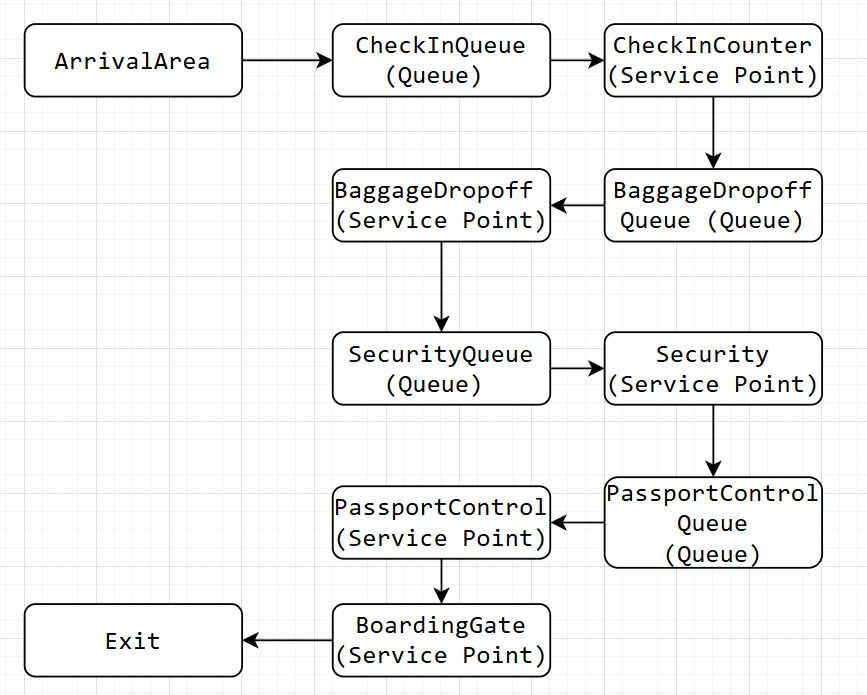 ArrivalArea
CheckInQueue
(Queue)
CheckInCounter
(Service Point)
BaggageDropoff
Queue (Queue)
BaggageDropoff
(Service Point)
SecurityQueue
(Queue)
Security
(Service Point)
PassportControl
Queue
(Queue)
PassportControl
(Service Point)
BoardingGate
(Service Point)
Exit